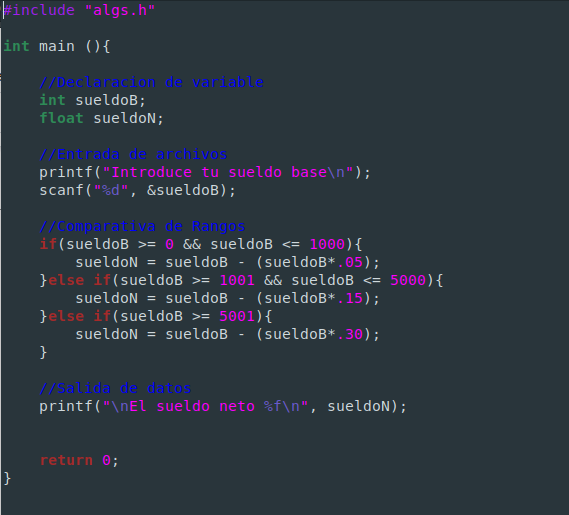 #include "algs.h"
int main (){
//Declaracion de variable
int sueldoB;
float sueldoN;
//Entrada de archivos
printf("Introduce tu sueldo base\n");
scanf("%d", &sueldoB);
//Comparativa de Rangos
if(sueldoB >= 0 && sueldoB <= 1000){
sueldoN = sueldoB - (sueldoB*.05);
}else if(sueldoB >= 1001 && sueldoB <= 5000){
sueldoN = sueldoB - (sueldoB*.15);
}else if(sueldoB >= 5001){
sueldoN = sueldoB - (sueldoB*.30);
}
//Salida de datos
printf("\nEl sueldo neto %f\n", sueldoN);
return 0;
}